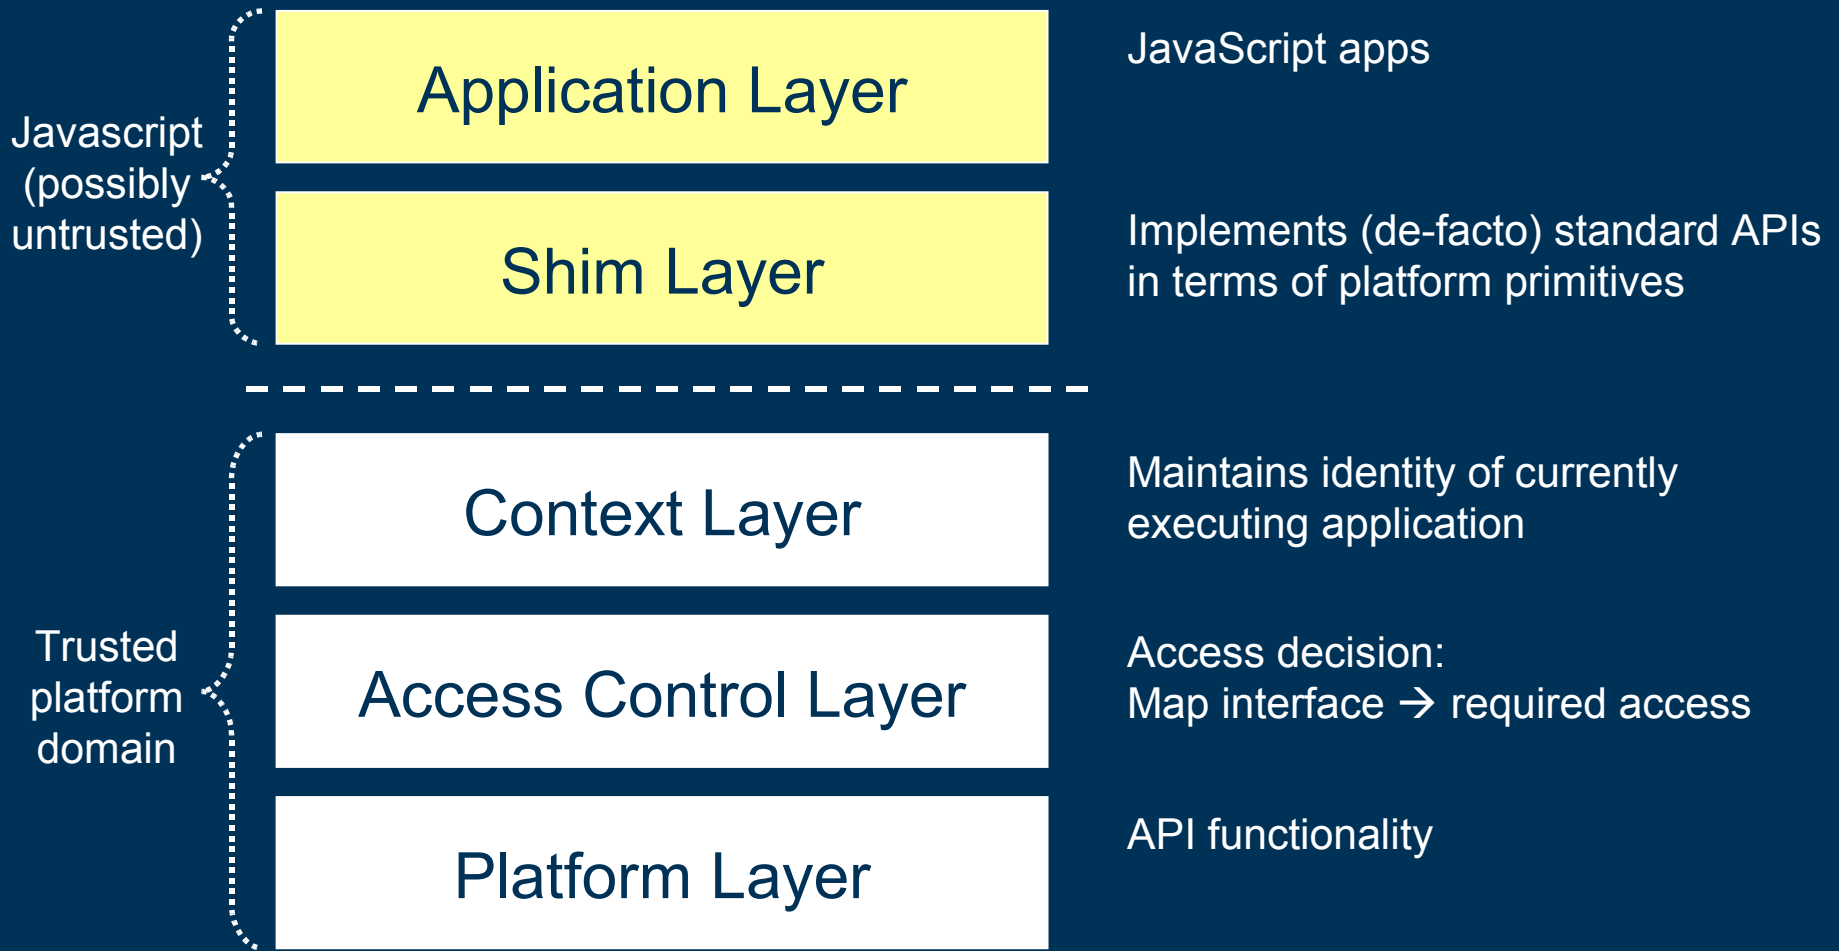 Application Layer
JavaScript apps
Javascript
(possibly
untrusted)
Shim Layer
Implements (de-facto) standard APIs
in terms of platform primitives
Context Layer
Maintains identity of currently
executing application
Trusted
platform
domain
Access Control Layer
Access decision:
Map interface → required access
Platform Layer
API functionality